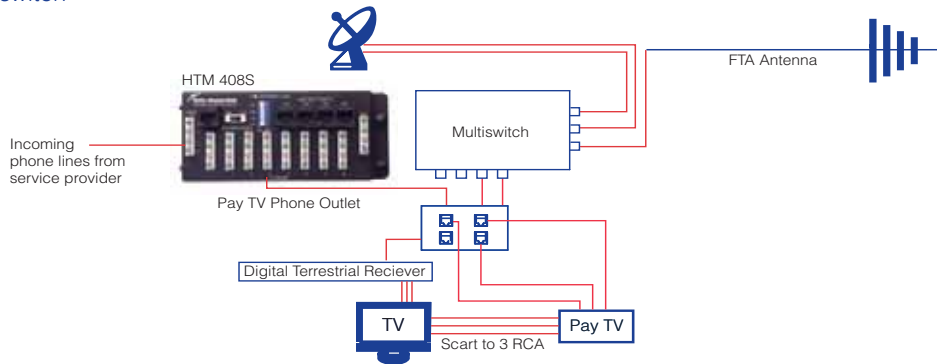 HTM 408S
FTA Antenna
Multiswitch
Incoming
phone lines from
service provider
Pay TV Phone Outlet
Digital Terrestrial Reciever
TV
Pay TV
Scart to 3 RCA